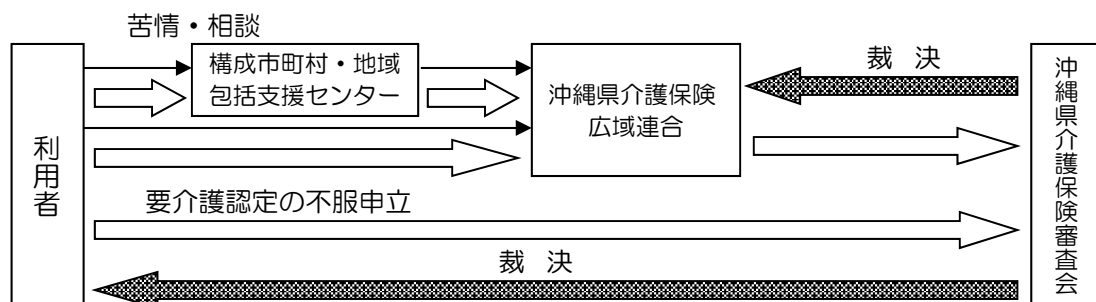 苦情・相談
構成市町村・地域
包括支援センター
沖縄県介護保険
広域連合
裁 決
利用者
要介護認定の不服申立
裁 決
沖縄県介護保険審査会